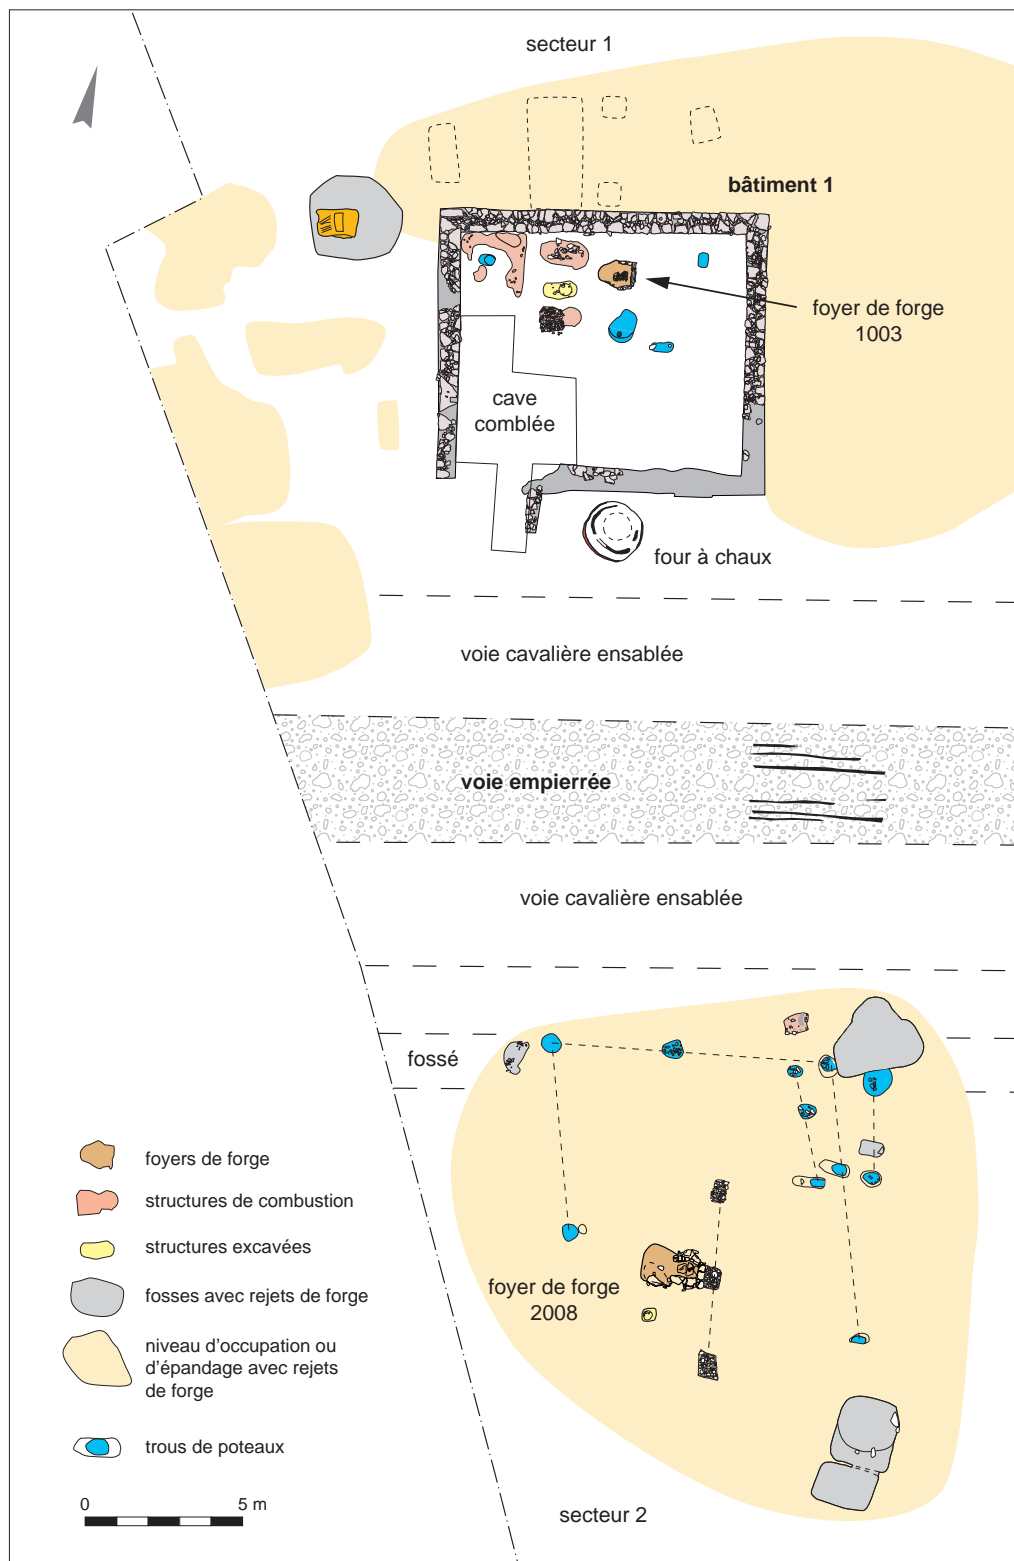 secteur 1
bâtiment 1
foyer de forge
1003
cave
comblée
four à chaux
voie cavalière ensablée
voie empierrée
voie cavalière ensablée
fossé
foyer de forge
2008
secteur 2
foyers de forge
structures de combustion
structures excavées
fosses avec rejets de forge
niveau d'occupation ou
d'épandage avec rejets
de forge
trous de poteaux
0 5 m